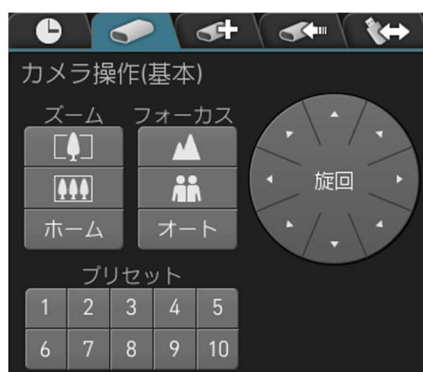 カメラ操作(基本)
ズーム フォーカス
旋回
ホーム オート
プリセット
1 2 3 4 5
6 7 8 9 10